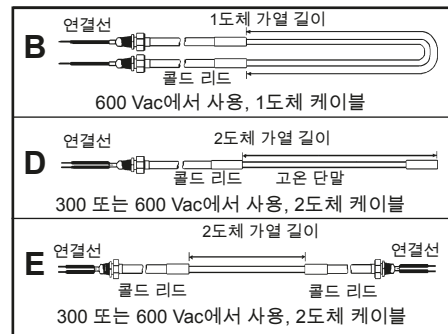 연결선
1도체 가열 길이
B
콜드 리드
600 Vac에서 사용, 1도체 케이블
2도체 가열 길이
연결선
D
콜드 리드
고온 단말
300 또는 600 Vac에서 사용, 2도체 케이블
2도체 가열 길이
연결선
연결선
E
콜드 리드
콜드 리드
300 또는 600 Vac에서 사용, 2도체 케이블